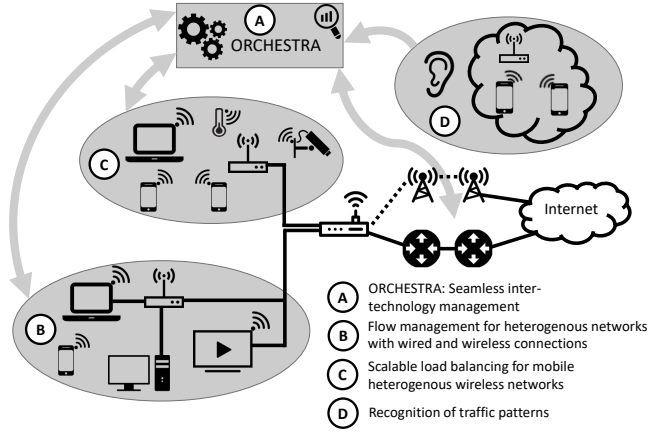 A
ORCHESTRA
D
C
Internet
B
A
ORCHESTRA: Seamless inter-
technology management
B
Flow management for heterogenous networks
with wired and wireless connections
C
Scalable load balancing for mobile
heterogenous wireless networks
D
Recognition of traffic patterns